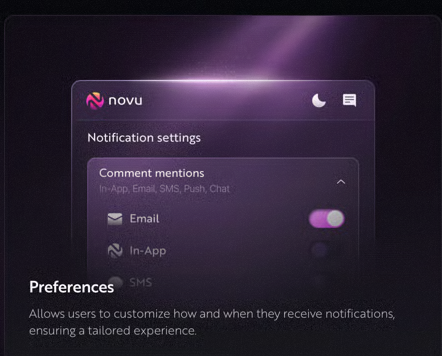 novu
Notification settings
Comment mentions
In-App, Email, SMS, Push, Chat
Email
In-App
SMS
Preferences
Allows users to customize how and when they receive notifications,
ensuring a tailored experience.